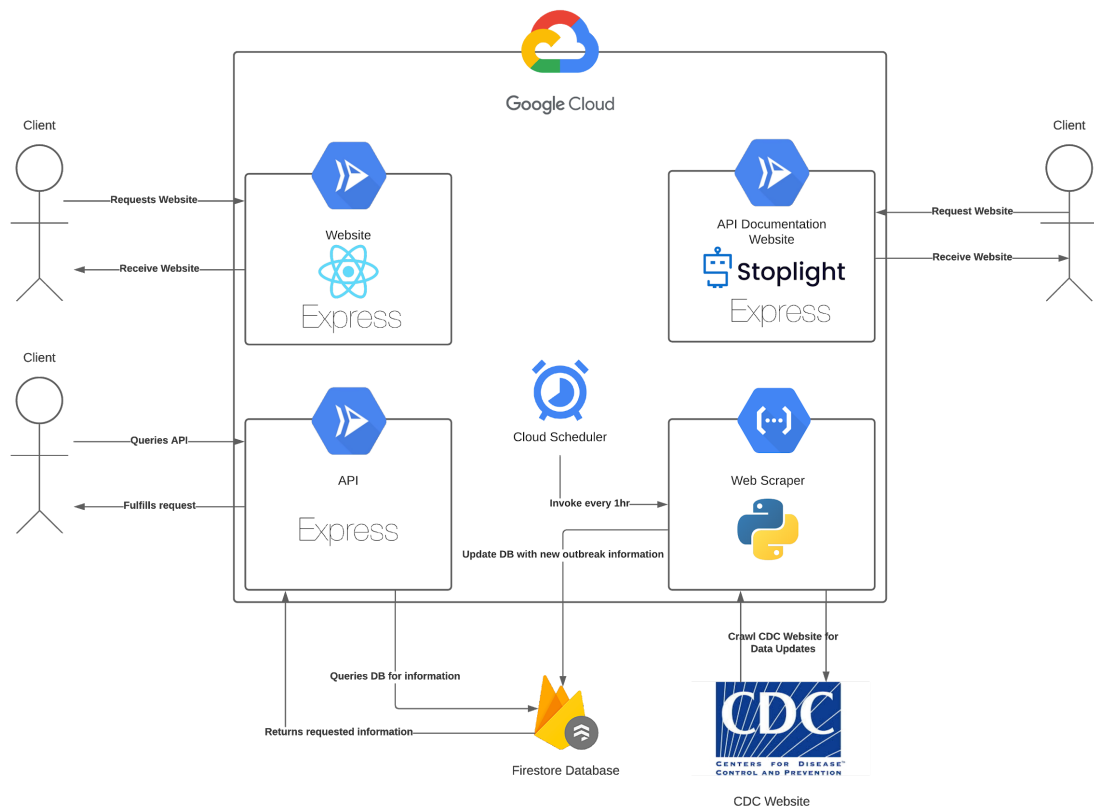 Google Cloud
Client
Client
Requests Website
Website
API Documentation
Website
Request Website
Receive Website
Express
Stoplight
Express
Receive Website
Client
Cloud Scheduler
Queries API
API
Web Scraper
Fulfills request
Express
Invoke every 1hr
Update DB with new outbreak information
Crawl CDC Website for
Data Updates
Queries DB for information
Returns requested information
CDC
CENTERS FOR DISEASE™
CONTROL AND PREVENTION
Firestore Database
CDC Website